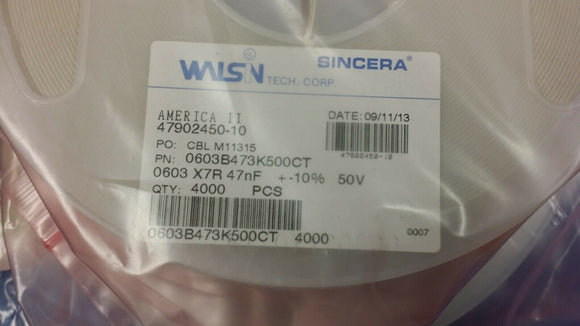 WALSIN TECH. CORP. SINCERA®
AMERICA II
47902450-10
DATE: 09/11/13
47902450-10
PO: CBL M11315
PN: 0603B473K500CT
0603 X7R 47nF +-10% 50V
QTY: 4000 PCS
0603B473K500CT 4000
0007